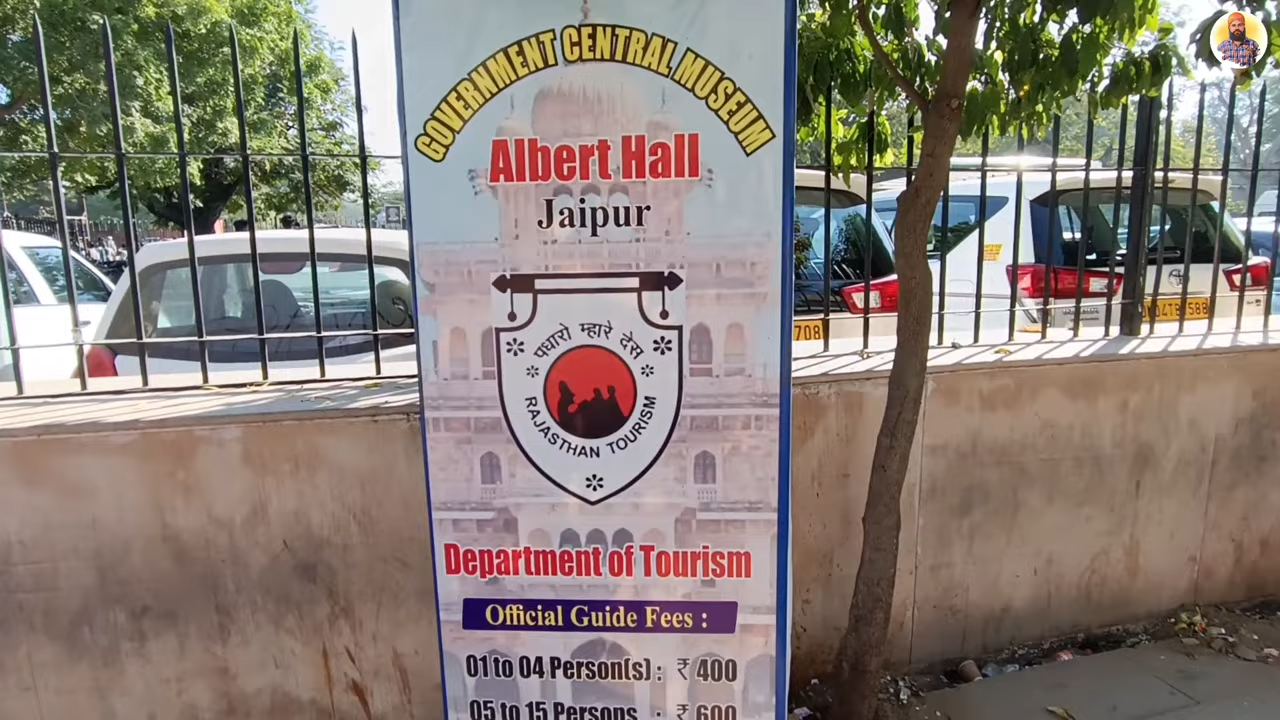 GOVERNMENT CENTRAL MUSEUM
Albert Hall
Jaipur
पधारो म्हारे देस
RAJASTHAN TOURISM
Department of Tourism
Official Guide Fees :
01 to 04 Person(s) : ₹ 400
05 to 15 Persons : ₹ 600
708